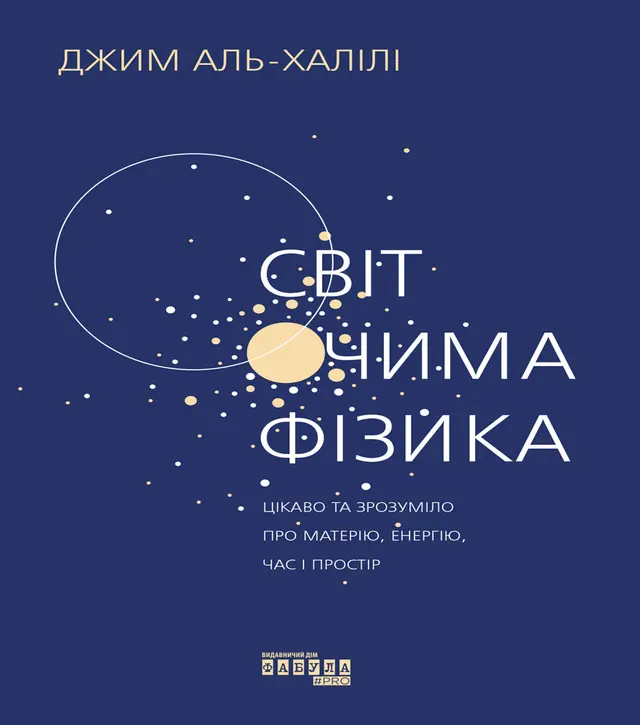 ДЖИМ АЛЬ-ХАЛІЛІ
СВІТ
ОЧИМА
ФІЗИКА
ЦІКАВО ТА ЗРОЗУМІЛО
ПРО МАТЕРІЮ, ЕНЕРГІЮ,
ЧАС І ПРОСТІР
ВИДАВНИЧИЙ ДІМ
ФАБУЛА
#PRO